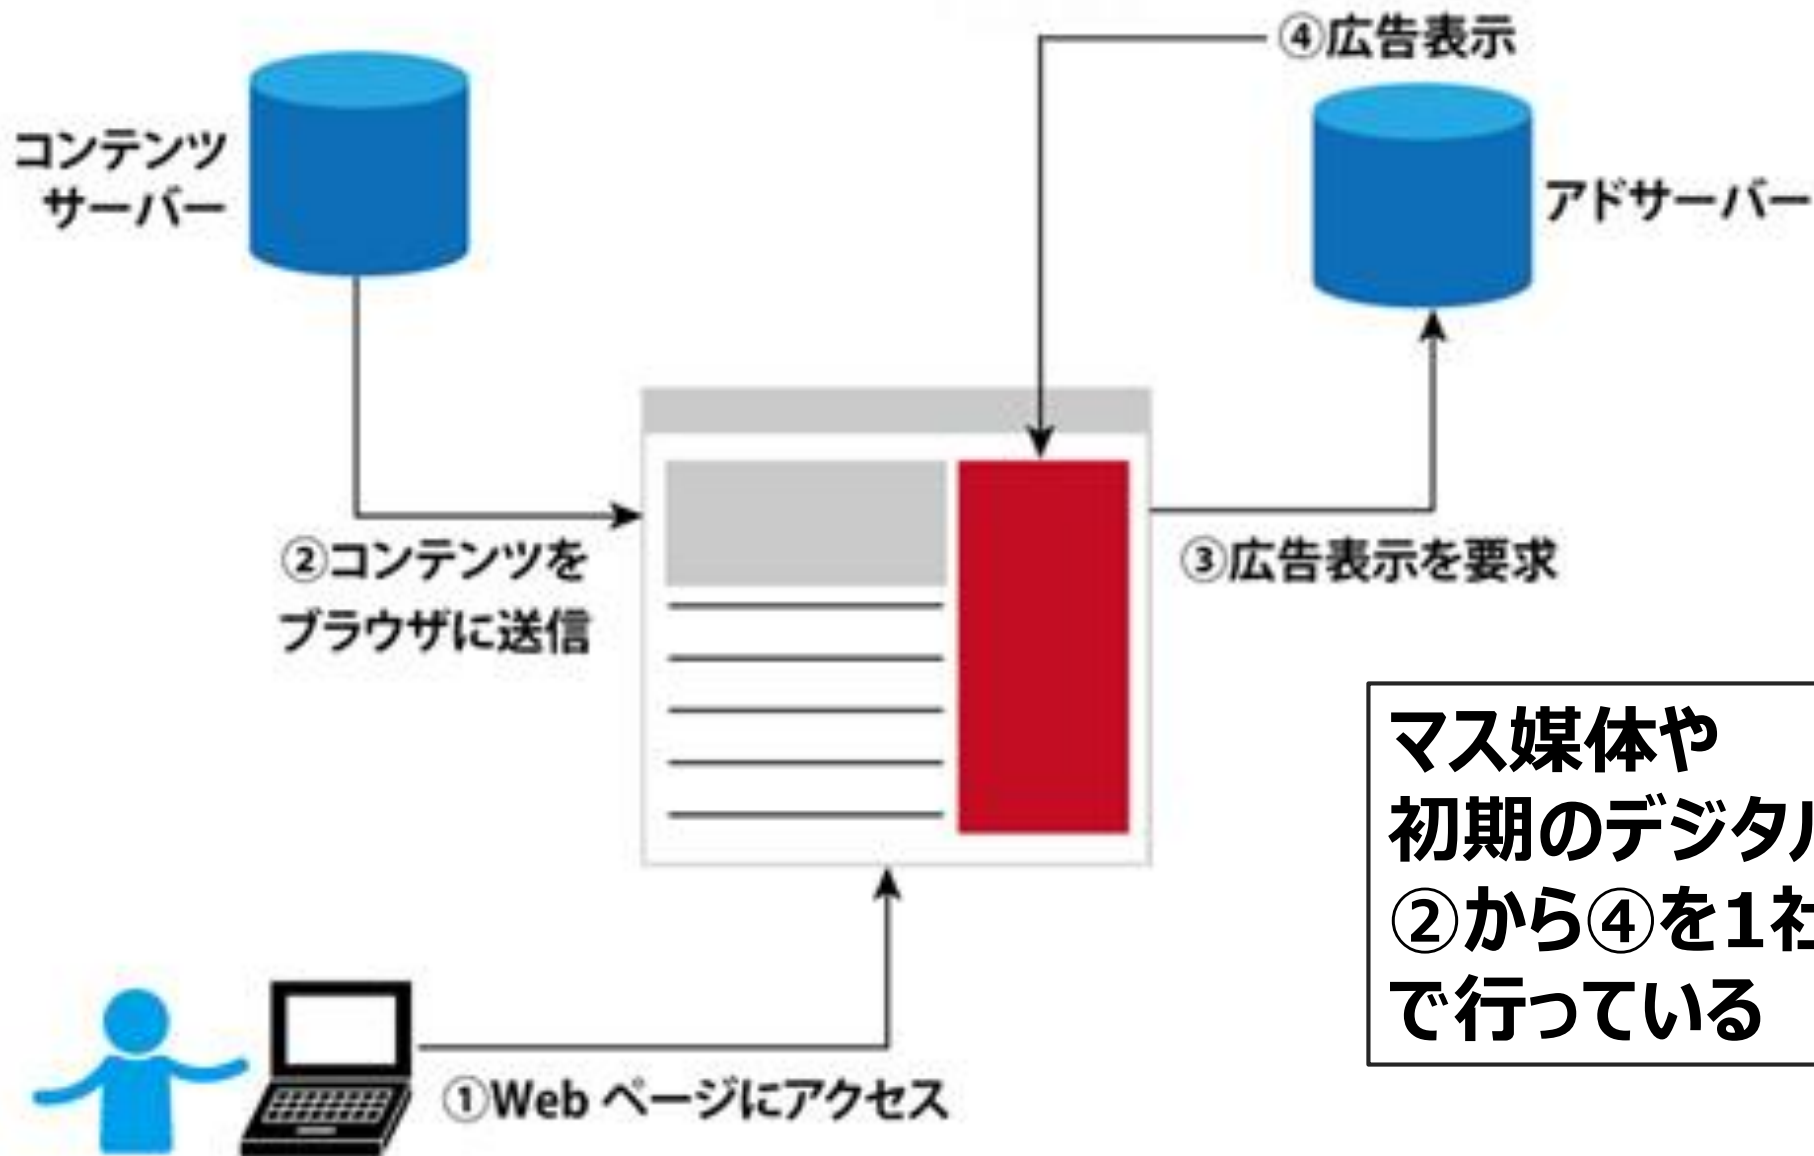 ④広告表示
コンテンツ
サーバー
アドサーバー
②コンテンツを
ブラウザに送信
③広告表示を要求
マス媒体や
初期のデジタル
②から④を1社
で行っている
①Web ページにアクセス